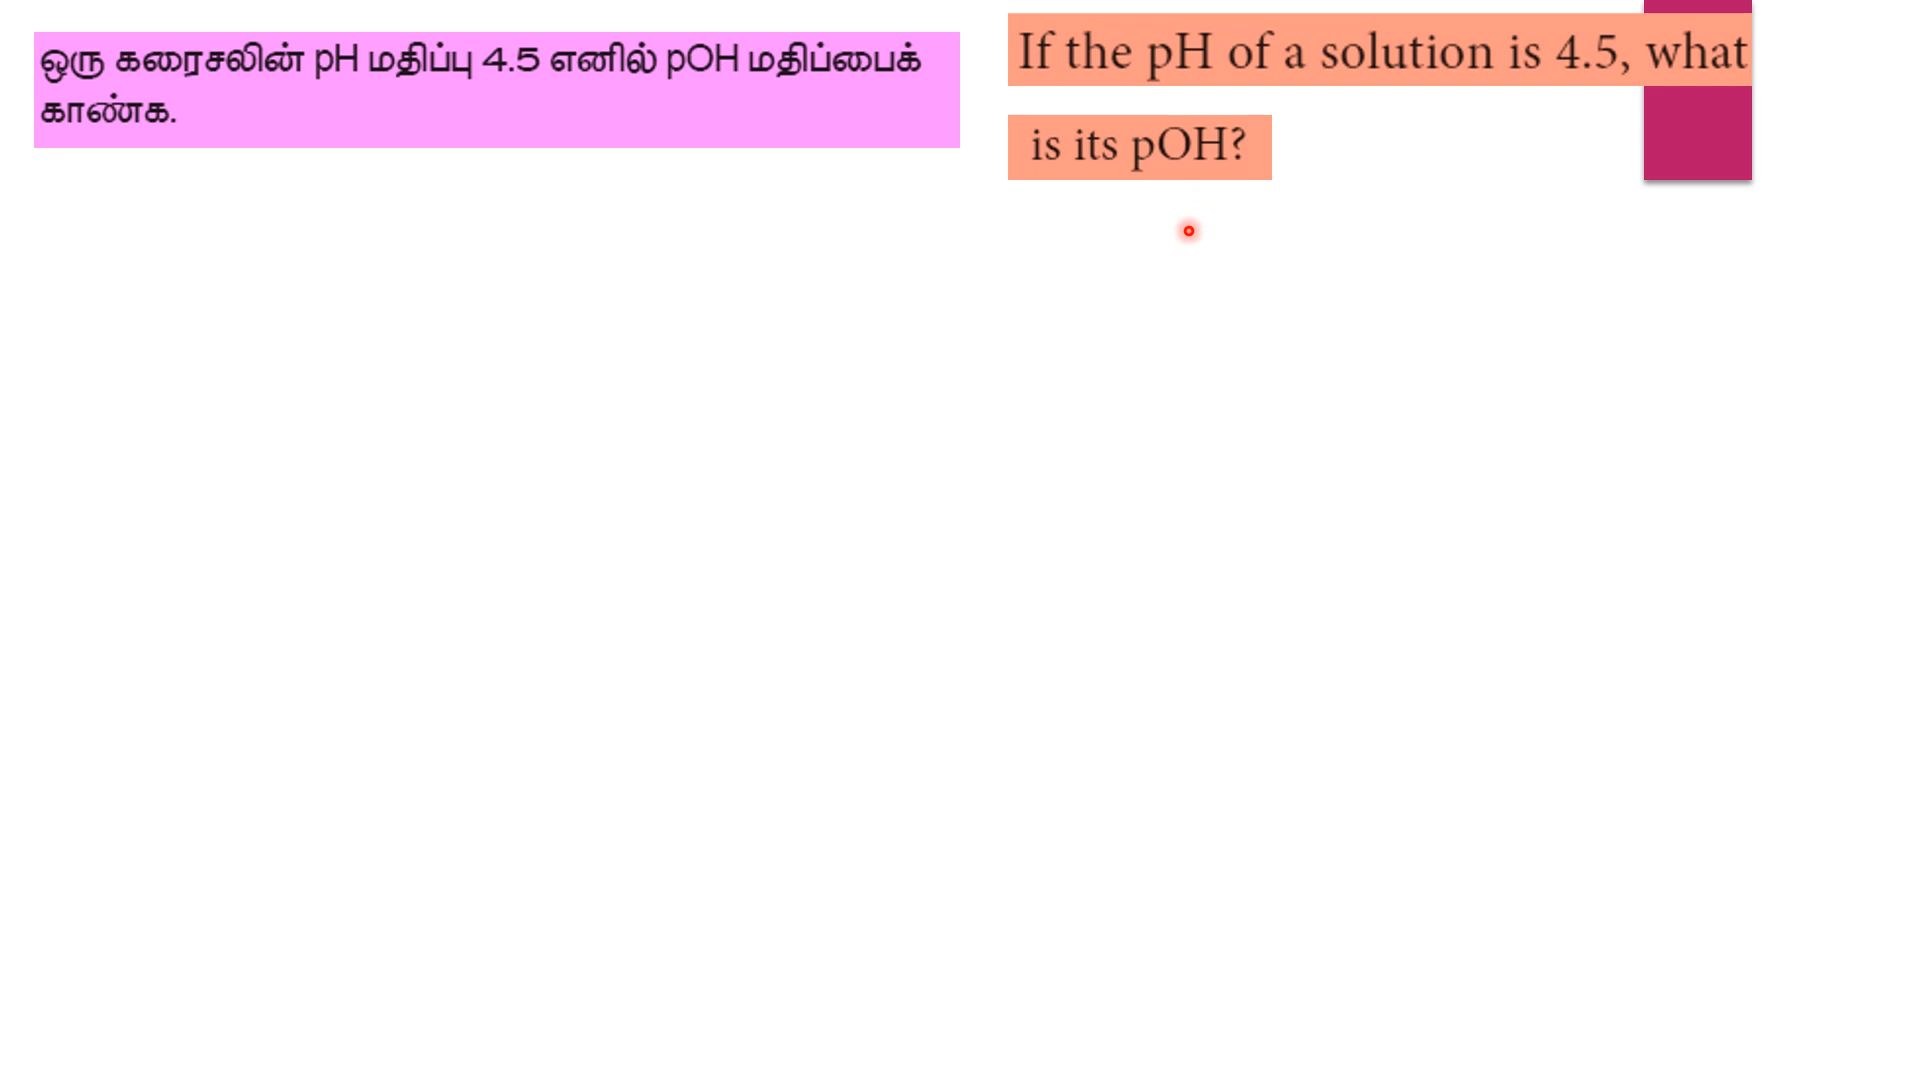 ஒரு கரைசலின் pH மதிப்பு 4.5 எனில் pOH மதிப்பைக்
காண்க.
If the pH of a solution is 4.5, what
is its pOH?